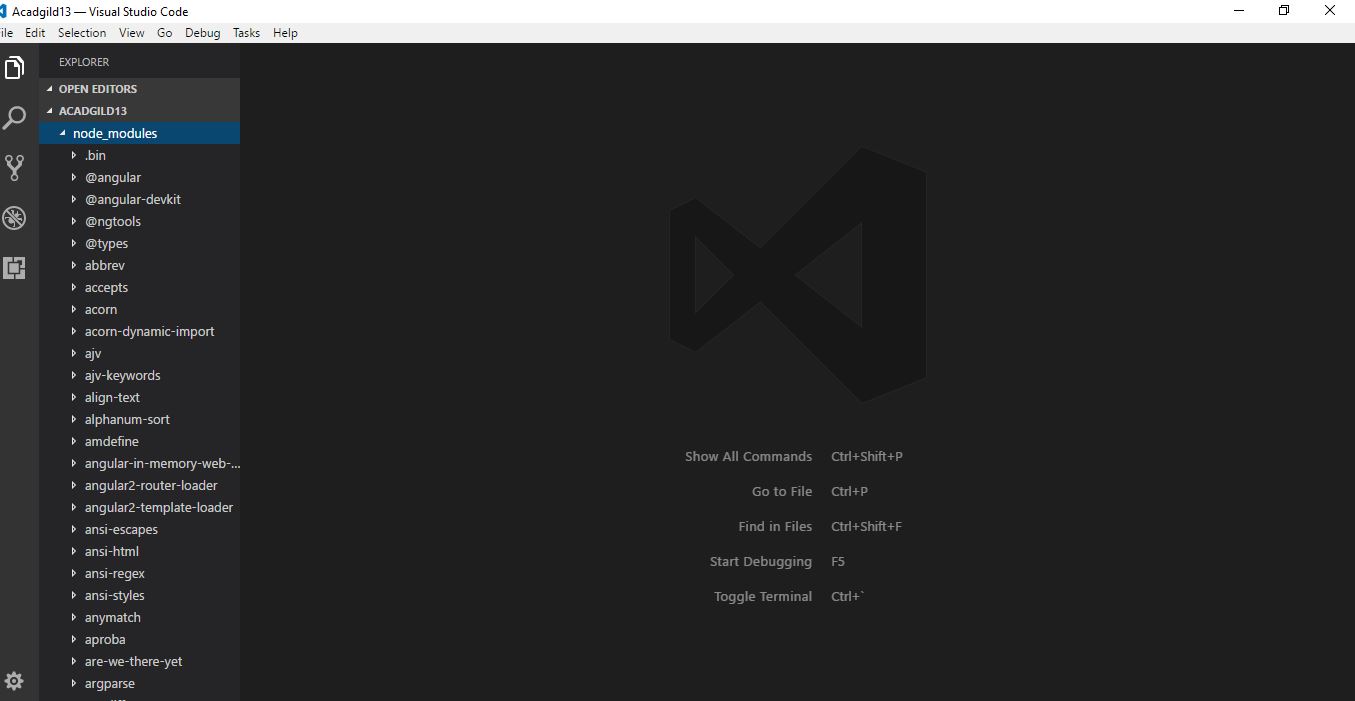 Acadgild13 — Visual Studio Code
ile Edit Selection View Go Debug Tasks Help
EXPLORER
OPEN EDITORS
ACADGILD13
node_modules
.bin
@angular
@angular-devkit
@ngtools
@types
abbrev
accepts
acorn
acorn-dynamic-import
ajv
ajv-keywords
align-text
alphanum-sort
amdefine
angular-in-memory-web-...
angular2-router-loader
angular2-template-loader
ansi-escapes
ansi-html
ansi-regex
ansi-styles
anymatch
aproba
are-we-there-yet
argparse
Show All Commands Ctrl+Shift+P
Go to File Ctrl+P
Find in Files Ctrl+Shift+F
Start Debugging F5
Toggle Terminal Ctrl+`